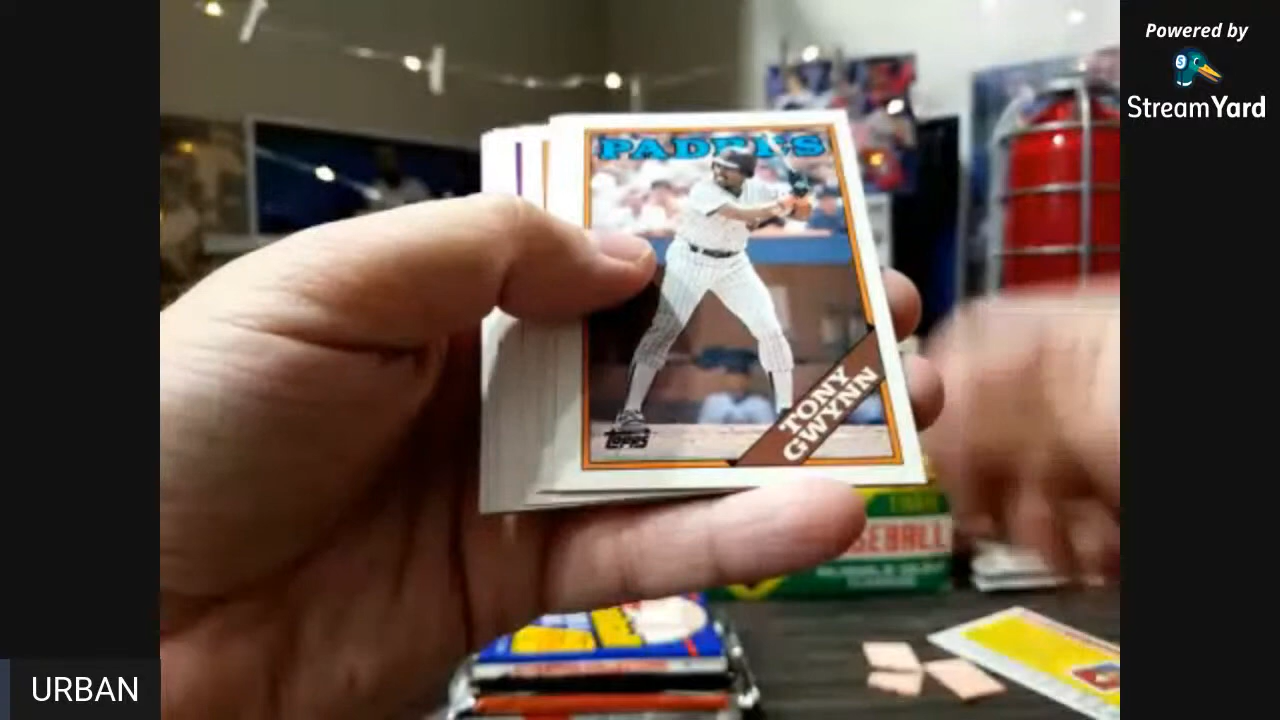 Powered by
StreamYard
PADRES
TONY
GWYNN
TOPPS
BASEBALL
URBAN